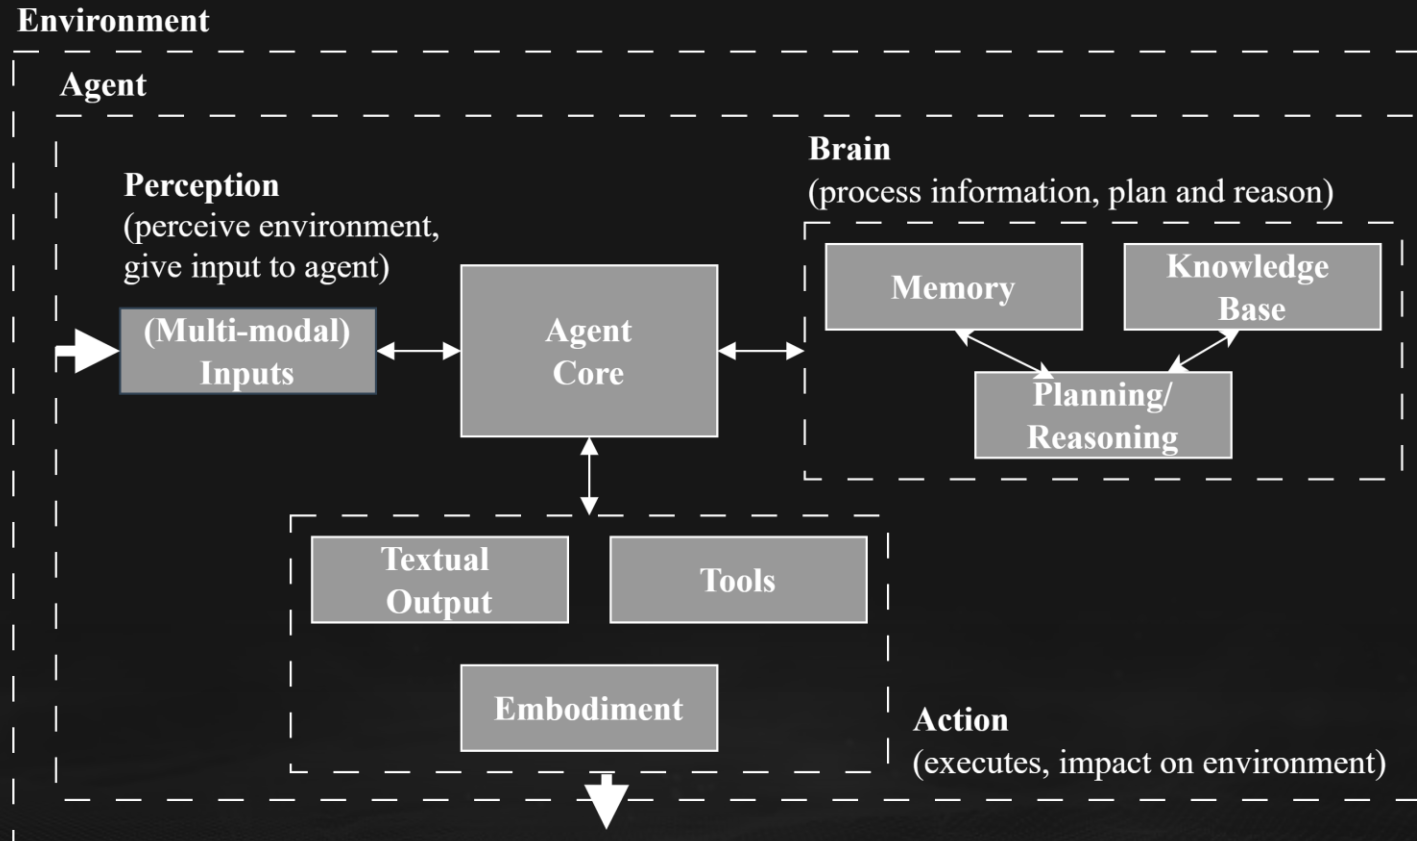 Environment
Agent
Perception
(perceive environment,
give input to agent)
(Multi-modal)
Inputs
Agent
Core
Brain
(process information, plan and reason)
Memory
Knowledge
Base
Planning/
Reasoning
Textual
Output
Tools
Embodiment
Action
(executes, impact on environment)